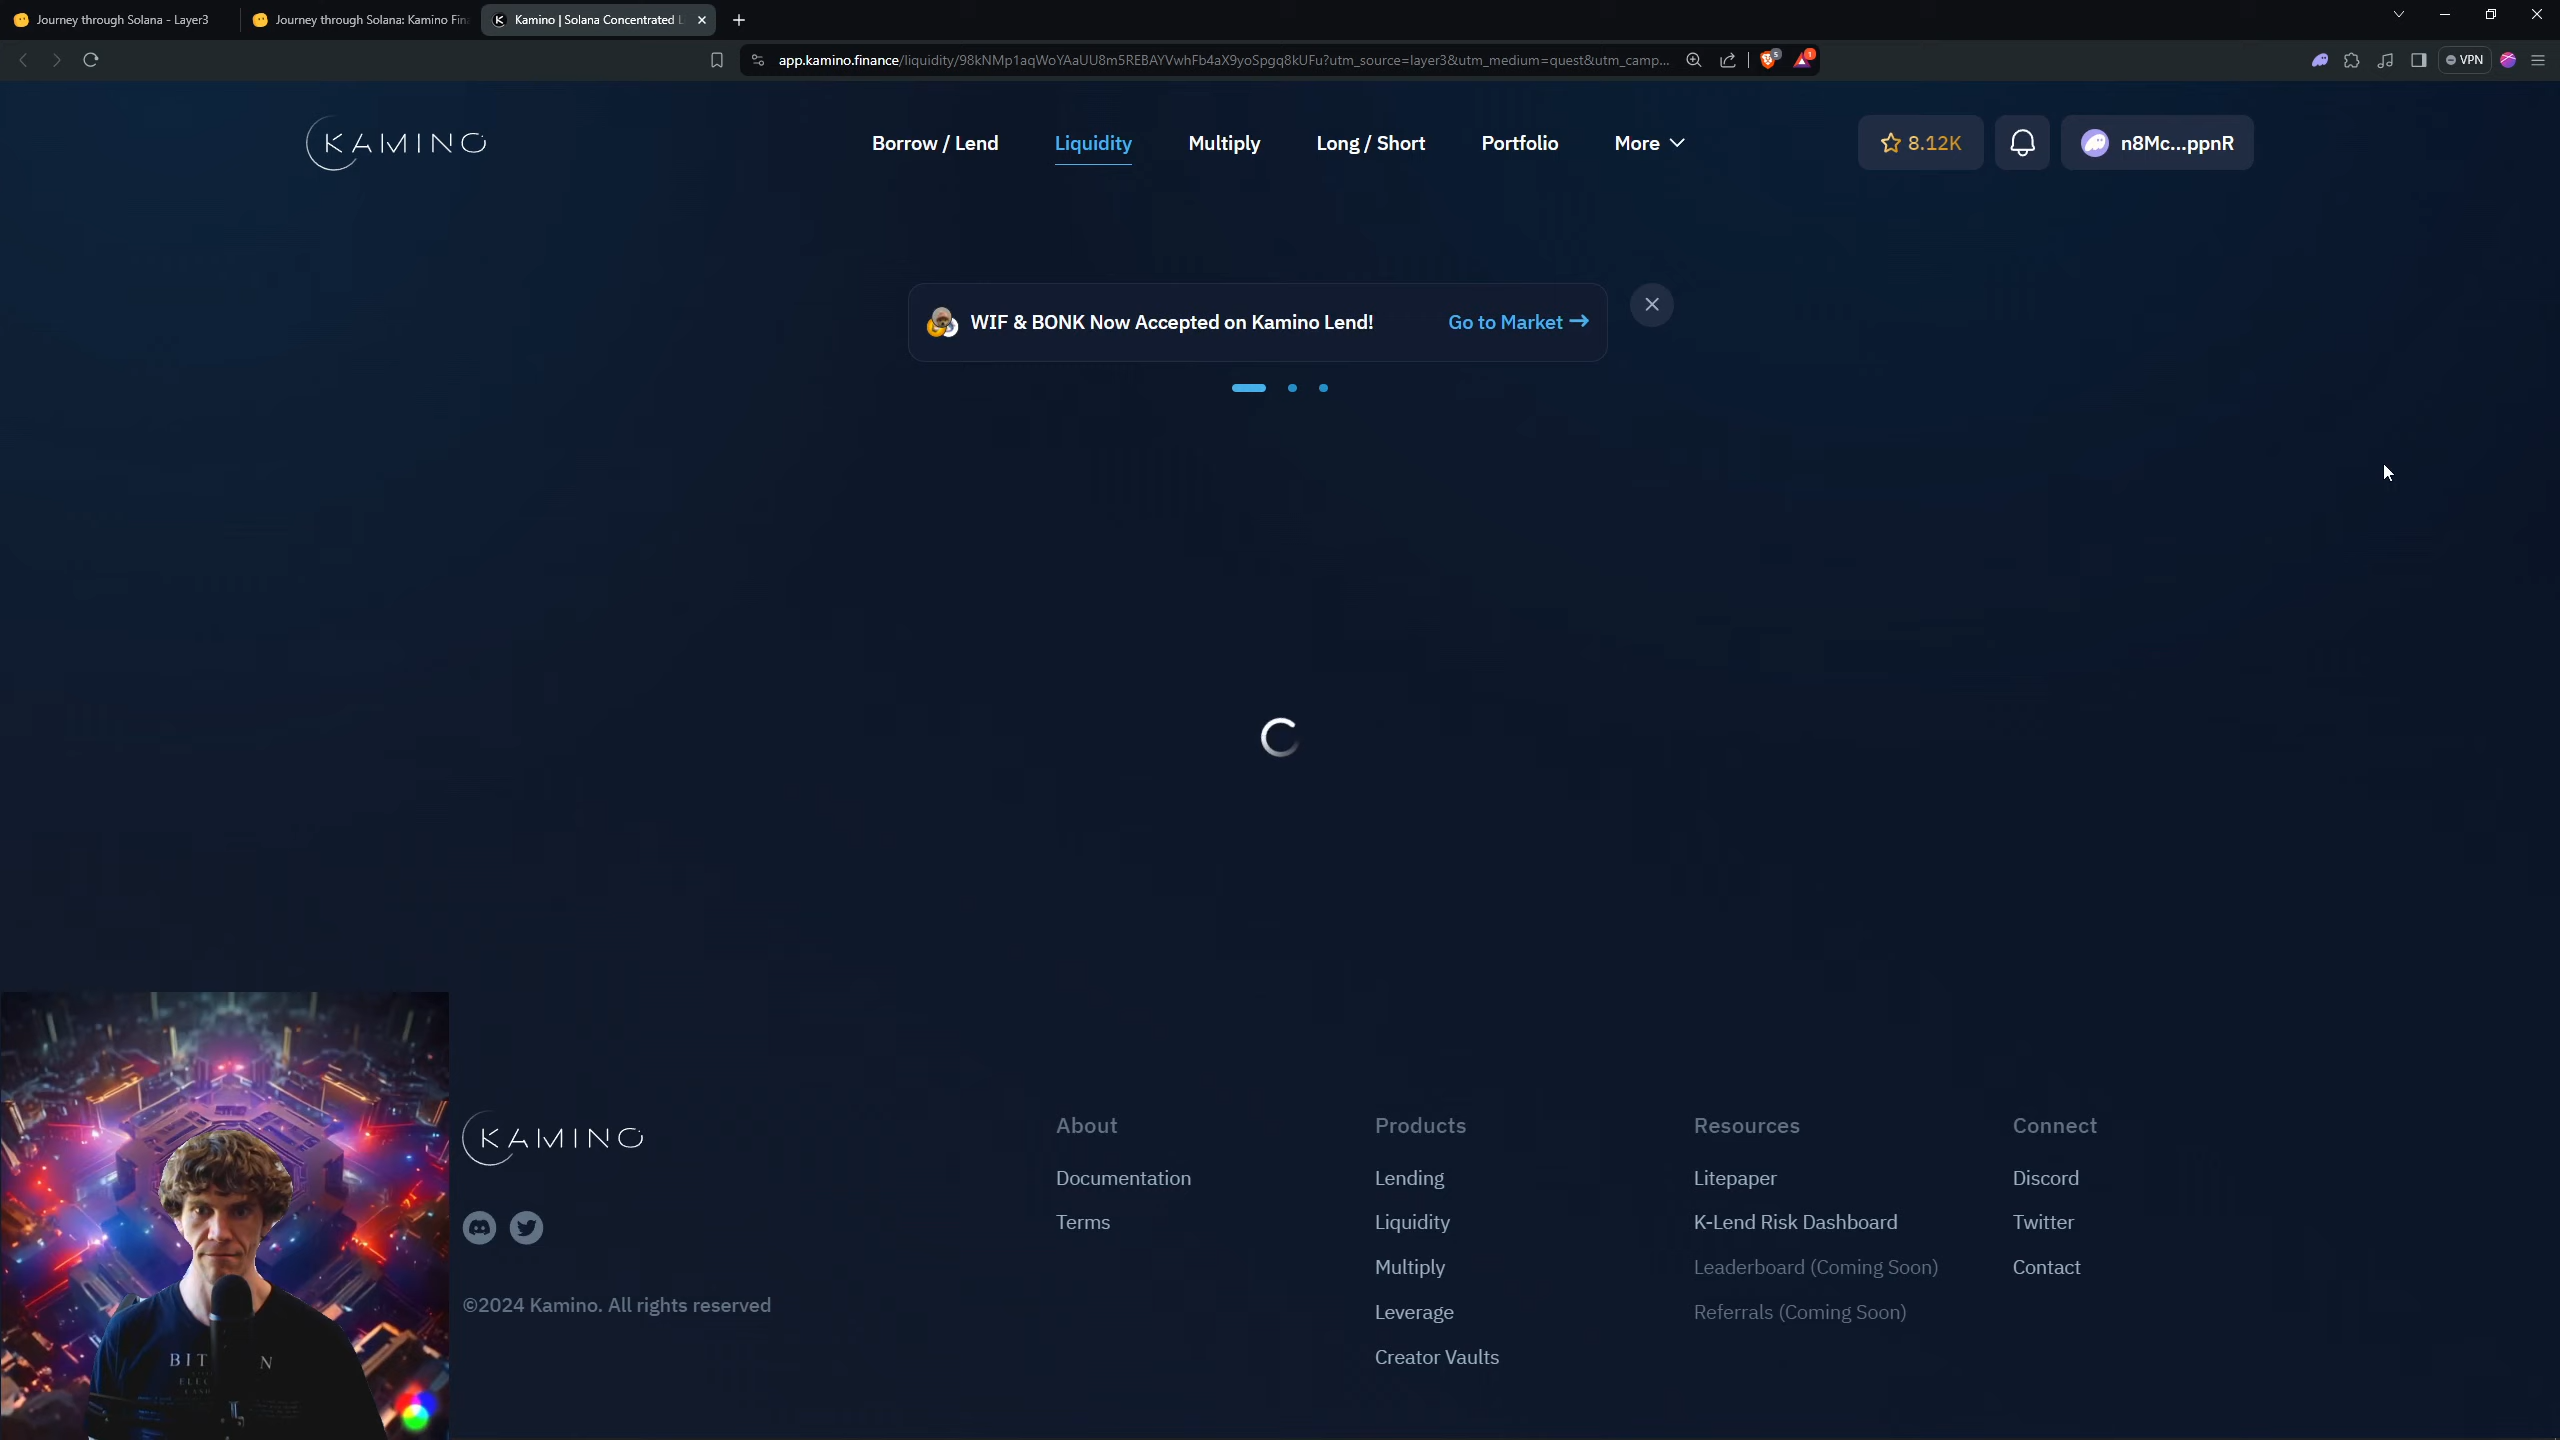 Journey through Solana - Layer3
Journey through Solana: Kamino Fin
Kamino | Solana Concentrated L
app.kamino.finance/liquidity/98kNMp1aqWoYAaUU8m5REBAYVwhFb4aX9yoSpgq8kUFu?utm_source=layer3&utm_medium=quest&utm_camp...
5
1
VPN
KAMINO
Borrow / Lend
Liquidity
Multiply
Long / Short
Portfolio
More
8.12K
n8Mc...ppnR
WIF & BONK Now Accepted on Kamino Lend!
Go to Market
KAMINO
©2024 Kamino. All rights reserved
About
Documentation
Terms
Products
Lending
Liquidity
Multiply
Leverage
Creator Vaults
Resources
Litepaper
K-Lend Risk Dashboard
Leaderboard (Coming Soon)
Referrals (Coming Soon)
Connect
Discord
Twitter
Contact
BIT N